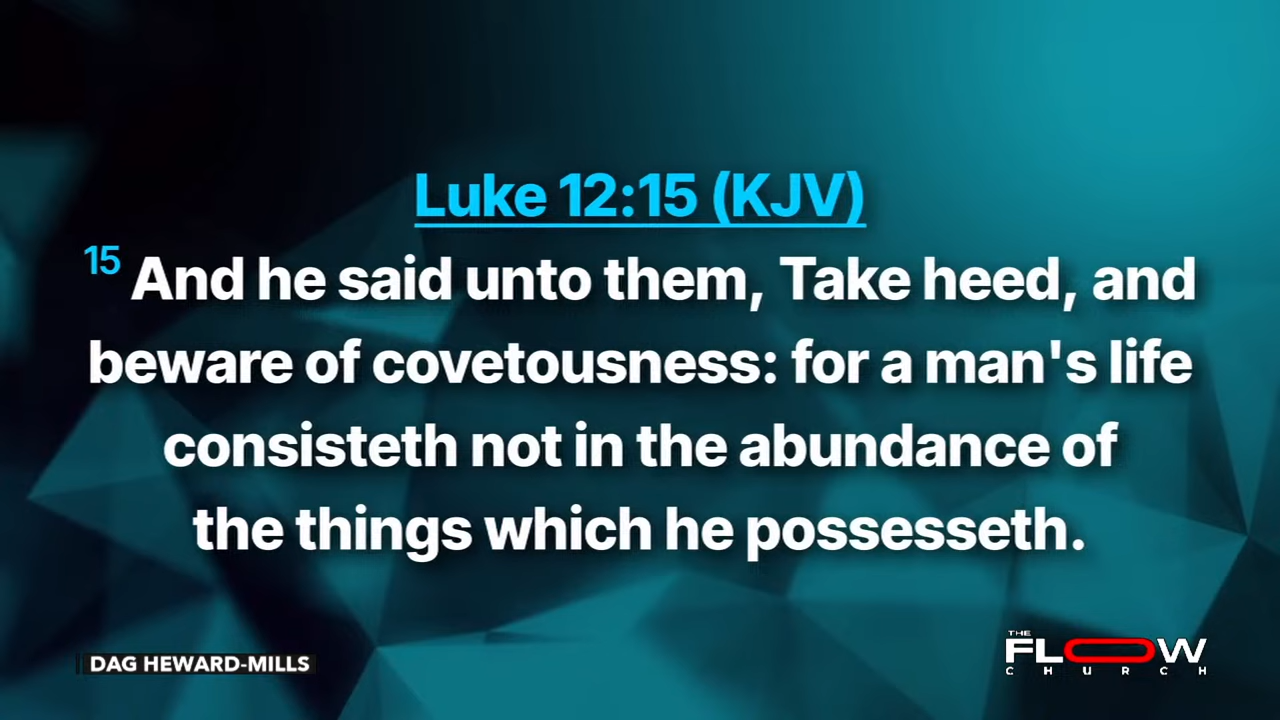 Luke 12:15 (KJV)
15 And he said unto them, Take heed, and
beware of covetousness: for a man's life
consisteth not in the abundance of
the things which he possesseth.
DAG HEWARD-MILLS
THE
FLOW
CHURCH